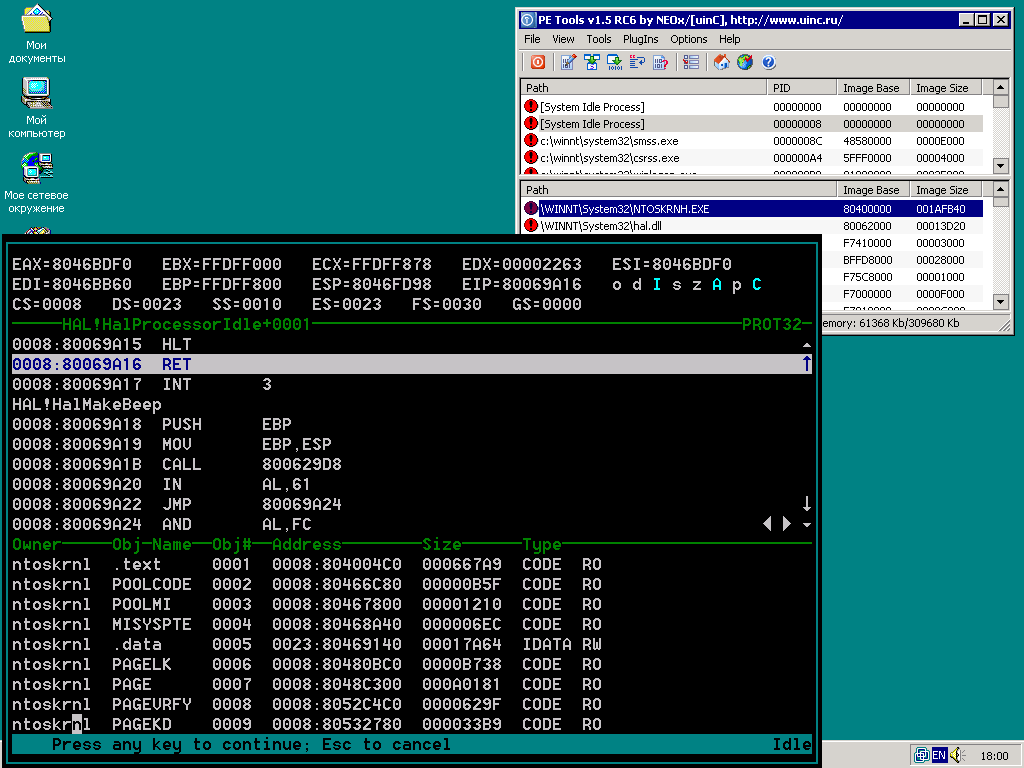 Мои
документы
Мой
компьютер
Мое сетевое
окружение
PE Tools v1.5 RC6 by NEOx/[uinC], http://www.uinc.ru/
File View Tools PlugIns Options Help
Path PID Image Base Image Size
[System Idle Process] 00000000 00000000 00000000
[System Idle Process] 00000008 00000000 00000000
c:\winnt\system32\smss.exe 0000008C 48580000 0000E000
c:\winnt\system32\csrss.exe 000000A4 5FFF0000 00004000
Path Image Base Image Size
\WINNT\System32\NTOSKRNH.EXE 80400000 001AFB40
\WINNT\System32\hal.dll 80062000 00013D20
F7410000 00003000
BFFD8000 00028000
F75C8000 00001000
F7000000 0000F000
emory: 61368 Kb/309680 Kb
EAX=8046BDF0 EBX=FFDFF000 ECX=FFDFF878 EDX=00002263 ESI=8046BDF0
EDI=8046BB60 EBP=FFDFF800 ESP=8046FD98 EIP=80069A16 o d I s z A p C
CS=0008 DS=0023 SS=0010 ES=0023 FS=0030 GS=0000
HAL!HalProcessorIdle+0001 PROT32
0008:80069A15 HLT
0008:80069A16 RET
0008:80069A17 INT 3
HAL!HalMakeBeep
0008:80069A18 PUSH EBP
0008:80069A19 MOV EBP,ESP
0008:80069A1B CALL 800629D8
0008:80069A20 IN AL,61
0008:80069A22 JMP 80069A24
0008:80069A24 AND AL,FC
Owner Obj-Name Obj# Address Size Type
ntoskrnl .text 0001 0008:804004C0 000667A9 CODE RO
ntoskrnl POOLCODE 0002 0008:80466C80 00000B5F CODE RO
ntoskrnl POOLMI 0003 0008:80467800 00001210 CODE RO
ntoskrnl MISYSPTE 0004 0008:80468A40 000006EC CODE RO
ntoskrnl .data 0005 0023:80469140 00017A64 IDATA RW
ntoskrnl PAGELK 0006 0008:80480BC0 0000B738 CODE RO
ntoskrnl PAGE 0007 0008:8048C300 000A0181 CODE RO
ntoskrnl PAGEVRFY 0008 0008:8052C4C0 0000629F CODE RO
ntoskrnl PAGEKD 0009 0008:80532780 000033B9 CODE RO
Press any key to continue; Esc to cancel Idle
EN 18:00